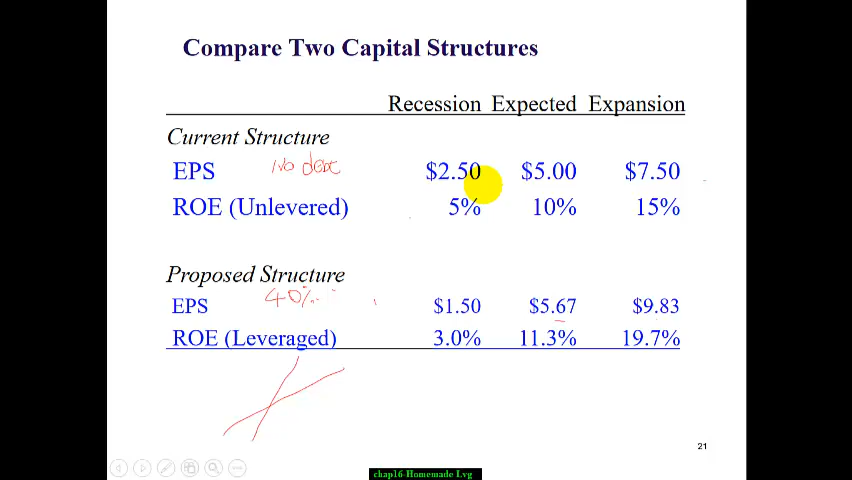 Compare Two Capital Structures
Recession Expected Expansion
Current Structure
EPS No debt $2.50 $5.00 $7.50
ROE (Unlevered) 5% 10% 15%
Proposed Structure
40%
EPS $1.50 $5.67 $9.83
ROE (Leveraged) 3.0% 11.3% 19.7%
21
chap16-Homemade Lvg